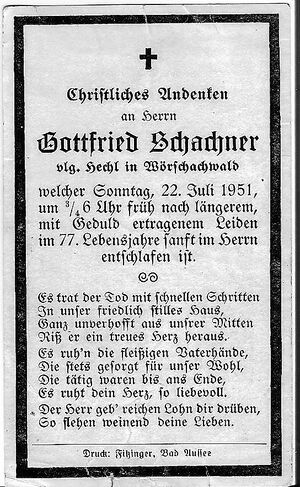 Christliches Andenken
an Herrn
Gottfried Schachner
vlg. Hechl in Wörschachwald
welcher Sonntag, 22. Juli 1951,
um ¾6 Uhr früh nach längerem,
mit Geduld ertragenem Leiden
im 77. Lebensjahre sanft im Herrn
entschlafen ist.
Es trat der Tod mit schnellen Schritten
In unser friedlich stilles Haus,
Ganz unverhofft aus unsrer Mitten
Riß er ein treues Herz heraus.
Es ruh'n die fleißigen Vaterhände,
Die stets gesorgt für unser Wohl,
Die tätig waren bis ans Ende,
Es ruht dein Herz, so liebevoll.
Der Herr geb' reichen Lohn dir drüben,
So flehen weinend deine Lieben.
Druck: Fitzinger, Bad Aussee